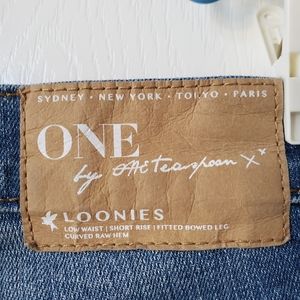 SYDNEY • NEW YORK • TOKYO • PARIS
ONE
by One teaspoon X*
LOONIES
LOW WAIST | SHORT RISE | FITTED BOWED LEG
CURVED RAW HEM